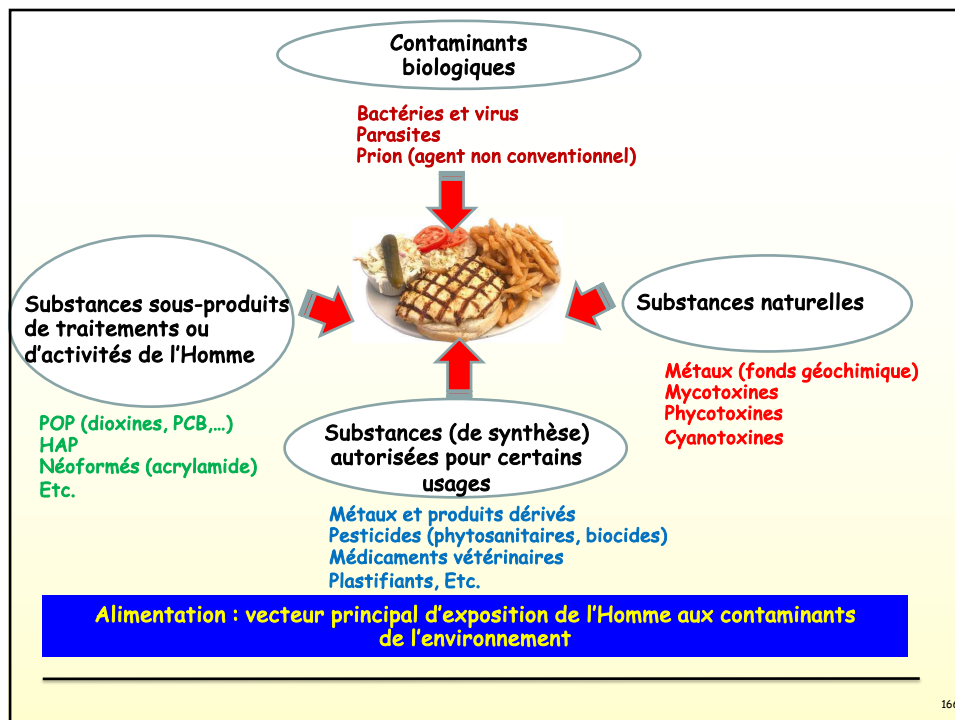 Contaminants
biologiques
Bactéries et virus
Parasites
Prion (agent non conventionnel)
Substances sous-produits
de traitements ou
d’activités de l’Homme
POP (dioxines, PCB,…)
HAP
Néoformés (acrylamide)
Etc.
Substances naturelles
Métaux (fonds géochimique)
Mycotoxines
Phycotoxines
Cyanotoxines
Substances (de synthèse)
autorisées pour certains
usages
Métaux et produits dérivés
Pesticides (phytosanitaires, biocides)
Médicaments vétérinaires
Plastifiants, Etc.
Alimentation : vecteur principal d’exposition de l’Homme aux contaminants
de l’environnement
166